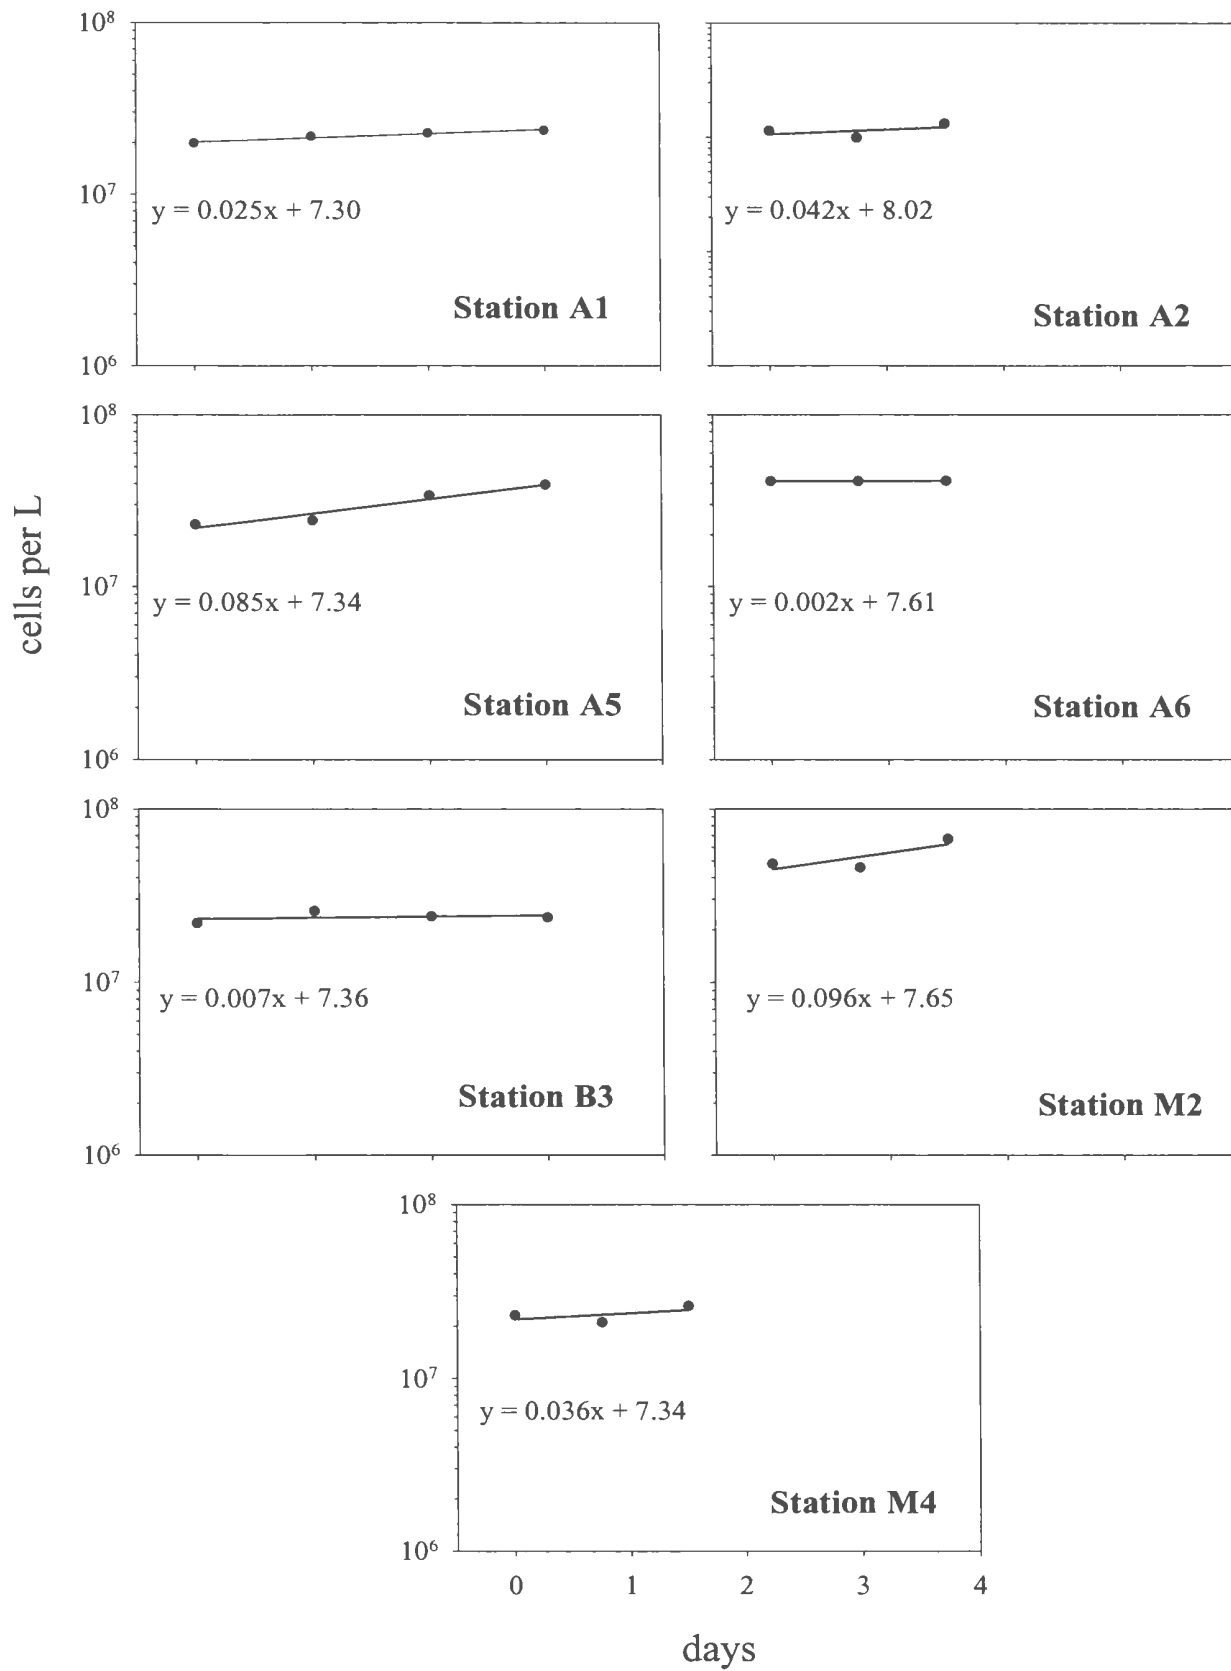 10⁸
10⁷
y = 0.025x + 7.30
y = 0.042x + 8.02
Station A1
Station A2
10⁶
10⁸
cells per L
10⁷
y = 0.085x + 7.34
y = 0.002x + 7.61
Station A5
Station A6
10⁶
10⁸
10⁷
y = 0.007x + 7.36
y = 0.096x + 7.65
Station B3
Station M2
10⁶
10⁸
10⁷
y = 0.036x + 7.34
Station M4
10⁶
0 1 2 3 4
days